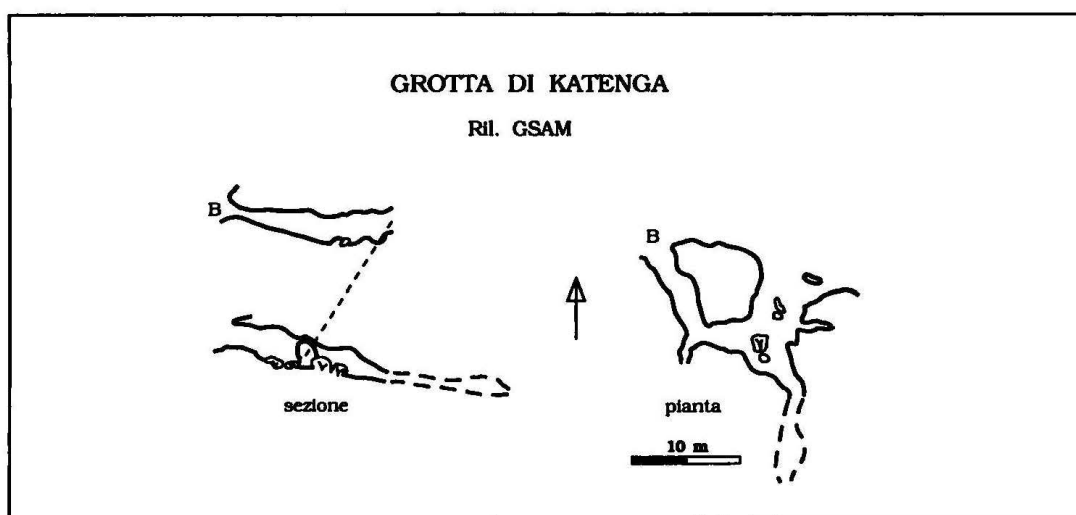 GROTTA DI KATENGA
Ril. GSAM
B
B
sezione
pianta
10 m